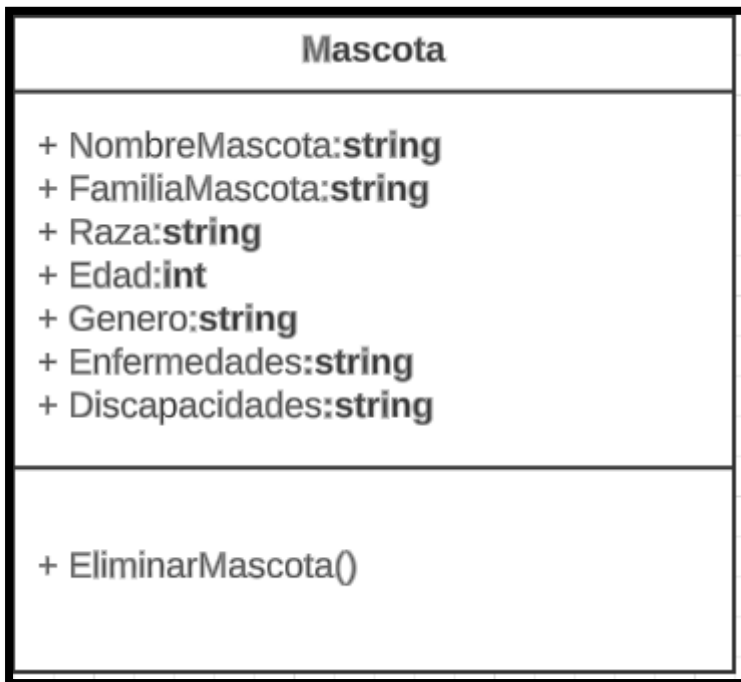 Mascota
+ NombreMascota:string
+ FamiliaMascota:string
+ Raza:string
+ Edad:int
+ Genero:string
+ Enfermedades:string
+ Discapacidades:string
+ EliminarMascota()